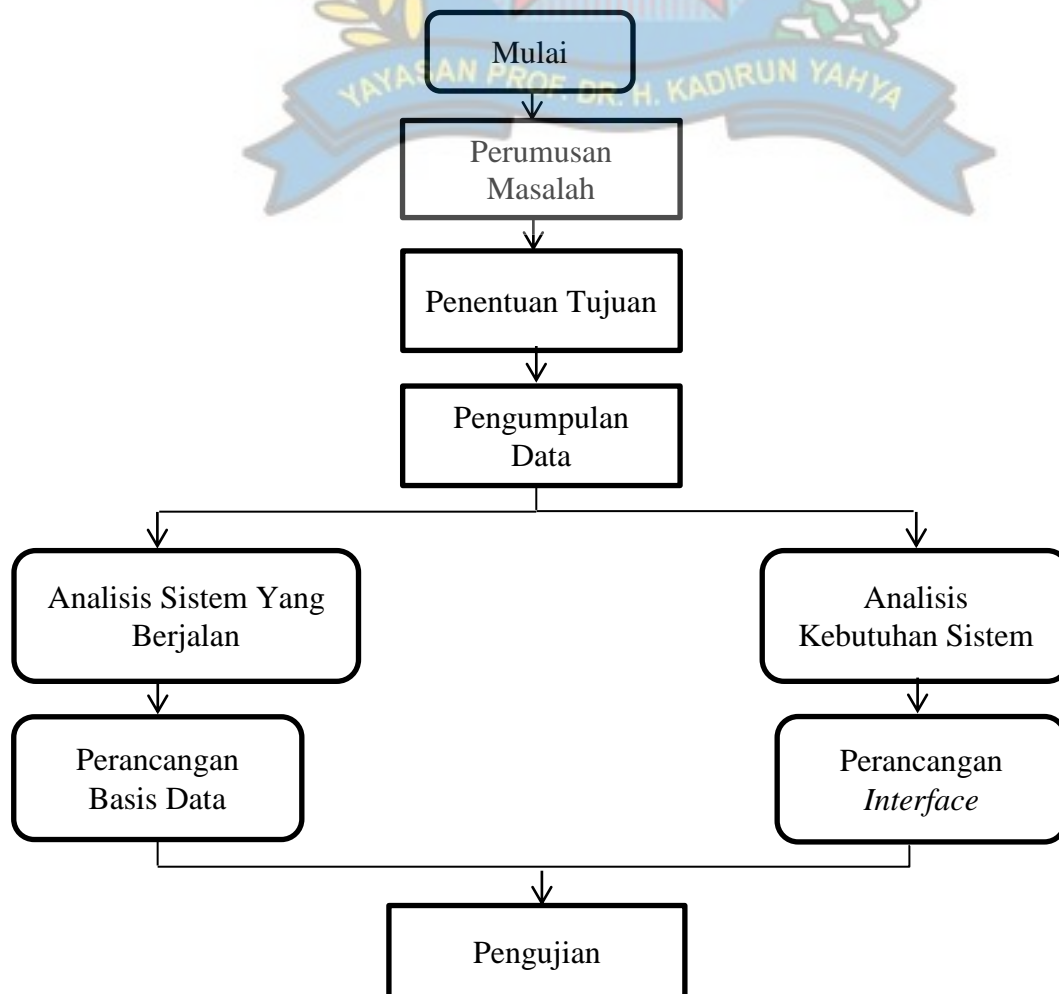 Mulai
YAYASAN PROF. DR. H. KADIRUN YAHYA
Perumusan
Masalah
Penentuan Tujuan
Pengumpulan
Data
Analisis Sistem Yang
Berjalan
Analisis
Kebutuhan Sistem
Perancangan
Basis Data
Perancangan
Interface
Pengujian